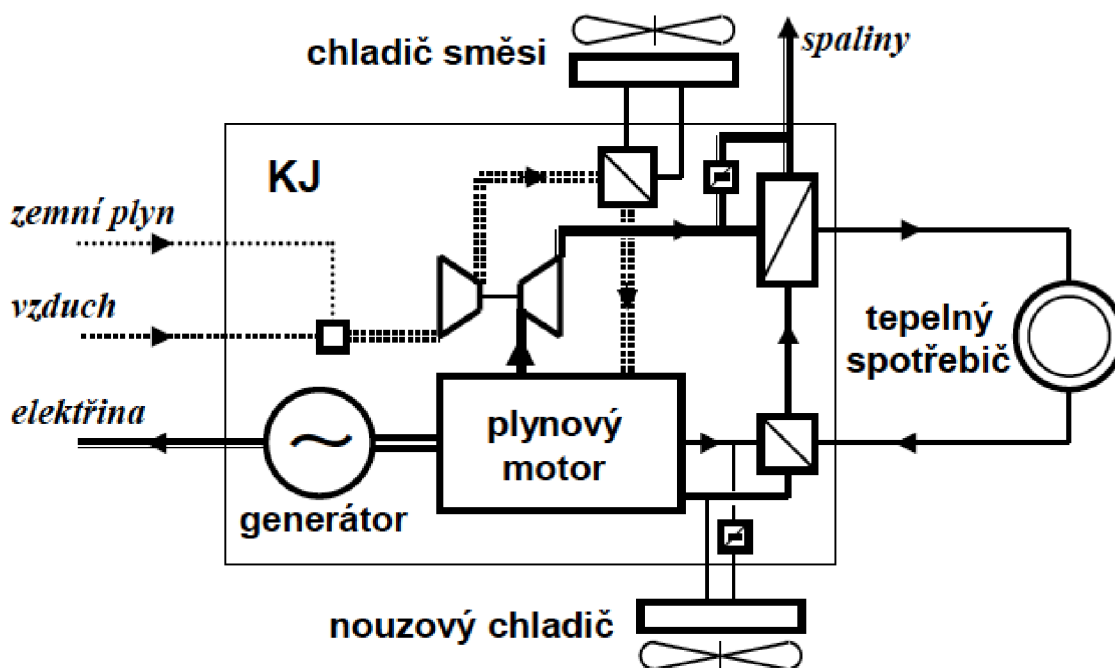 chladič směsi
spaliny
KJ
zemní plyn
vzduch
tepelný
spotřebič
elektřina
~
plynový
motor
generátor
nouzový chladič